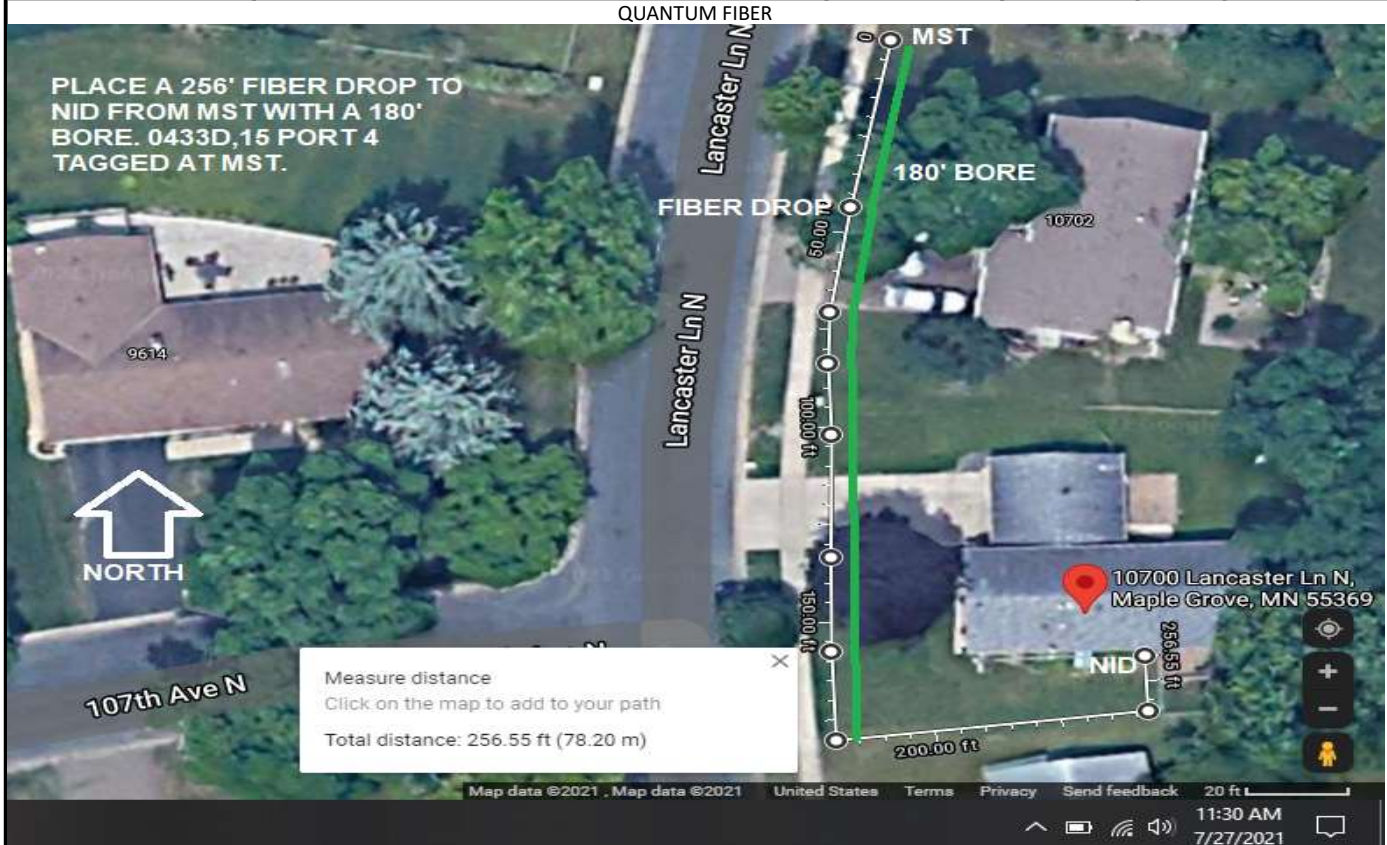 QUANTUM FIBER
PLACE A 256' FIBER DROP TO
NID FROM MST WITH A 180'
BORE. 0433D,15 PORT 4
TAGGED AT MST.
Lancaster Ln N
0
MST
180' BORE
FIBER DROP
50.00 ft
10702
9614
Lancaster Ln N
100.00 ft
NORTH
10700 Lancaster Ln N,
Maple Grove, MN 55369
150.00 ft
NID
256.55 ft
107th Ave N
N
Measure distance
Click on the map to add to your path
Total distance: 256.55 ft (78.20 m)
200.00 ft
Map data ©2021 , Map data ©2021 United States Terms Privacy Send feedback 20 ft
11:30 AM
7/27/2021